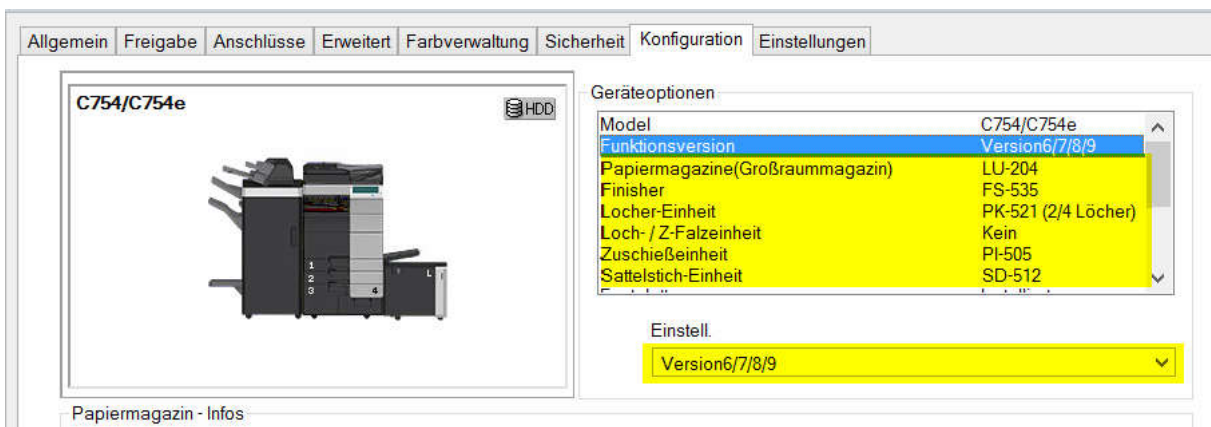 Allgemein Freigabe Anschlüsse Erweitert Farbverwaltung Sicherheit Konfiguration Einstellungen
C754/C754e
HDD
1
2
3
4
L
Geräteoptionen
Model C754/C754e
Funktionsversion Version6/7/8/9
Papiermagazine(Großraummagazin) LU-204
Finisher FS-535
Locher-Einheit PK-521 (2/4 Löcher)
Loch- / Z-Falzeinheit Kein
Zuschießeinheit PI-505
Sattelstich-Einheit SD-512
Einstell.
Version6/7/8/9
Papiermagazin - Infos